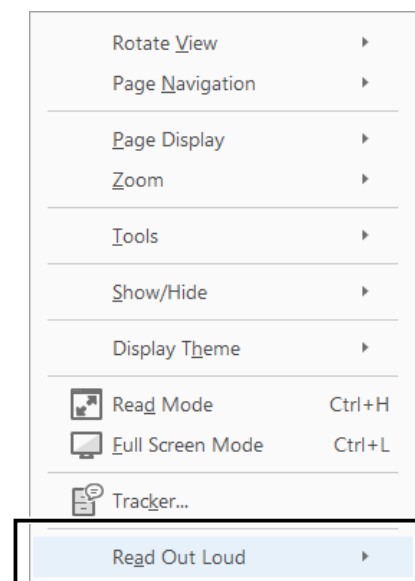 Rotate View
Page Navigation
Page Display
Zoom
Tools
Show/Hide
Display Theme
Read Mode Ctrl+H
Full Screen Mode Ctrl+L
Tracker...
Read Out Loud